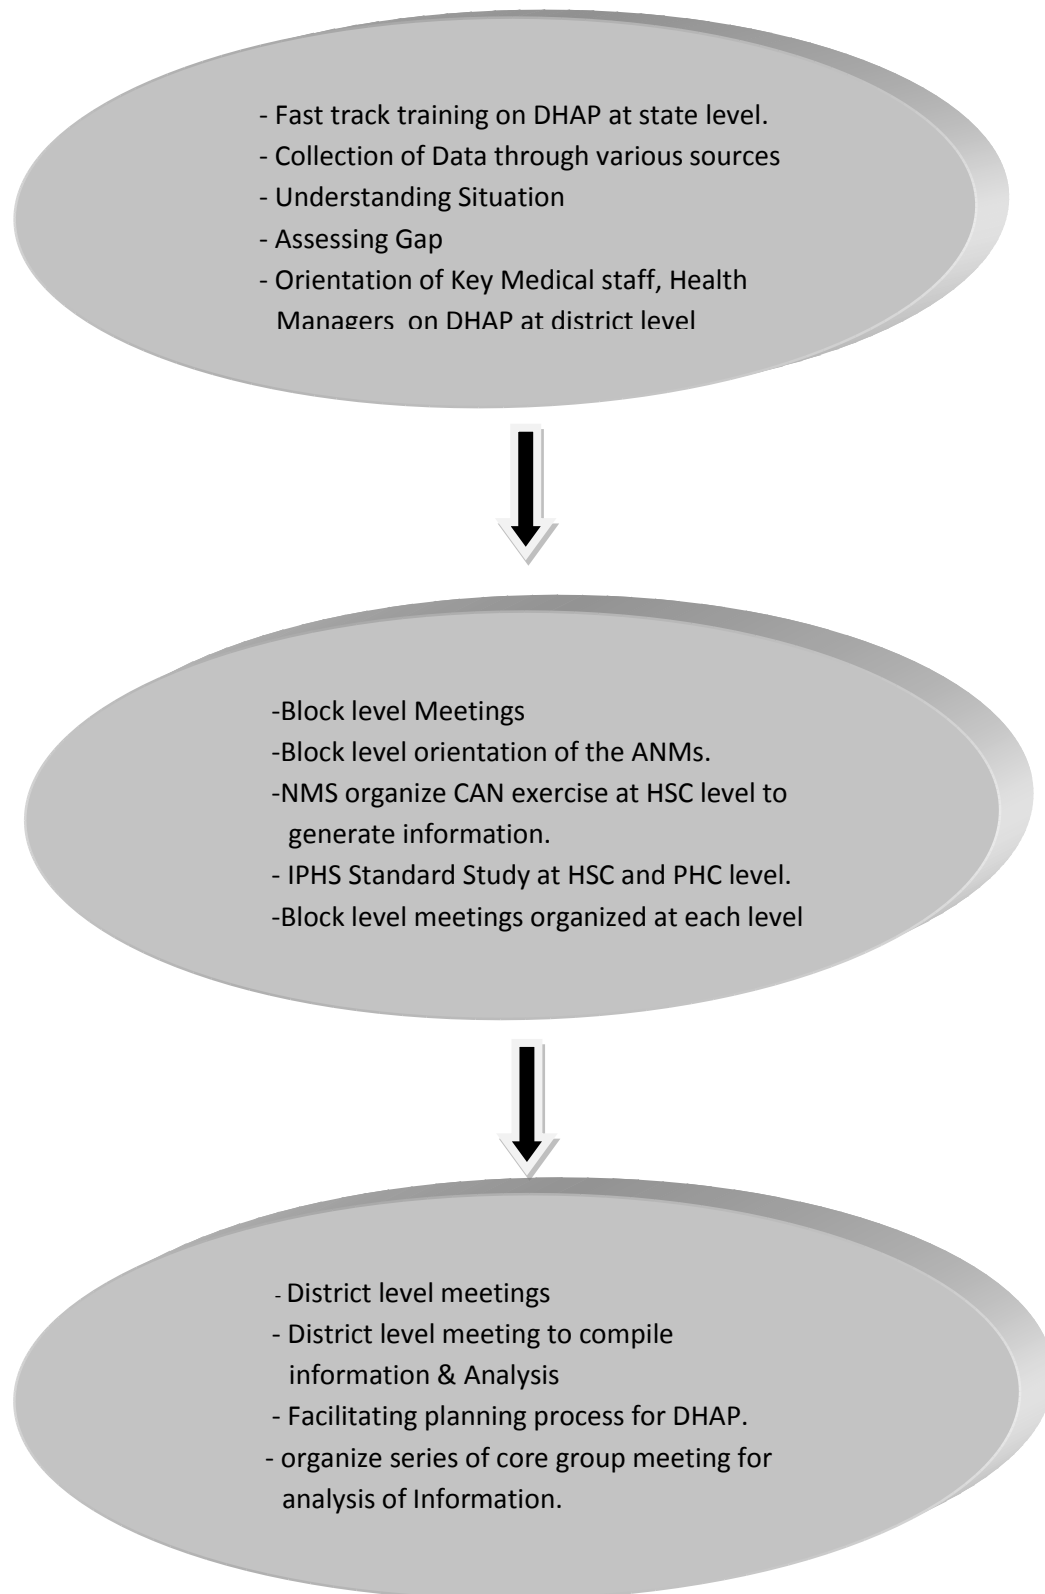 - Fast track training on DHAP at state level.
- Collection of Data through various sources
- Understanding Situation
- Assessing Gap
- Orientation of Key Medical staff, Health
Managers on DHAP at district level
-Block level Meetings
-Block level orientation of the ANMs.
-NMS organize CAN exercise at HSC level to
generate information.
- IPHS Standard Study at HSC and PHC level.
-Block level meetings organized at each level
- District level meetings
- District level meeting to compile
information & Analysis
- Facilitating planning process for DHAP.
- organize series of core group meeting for
analysis of Information.